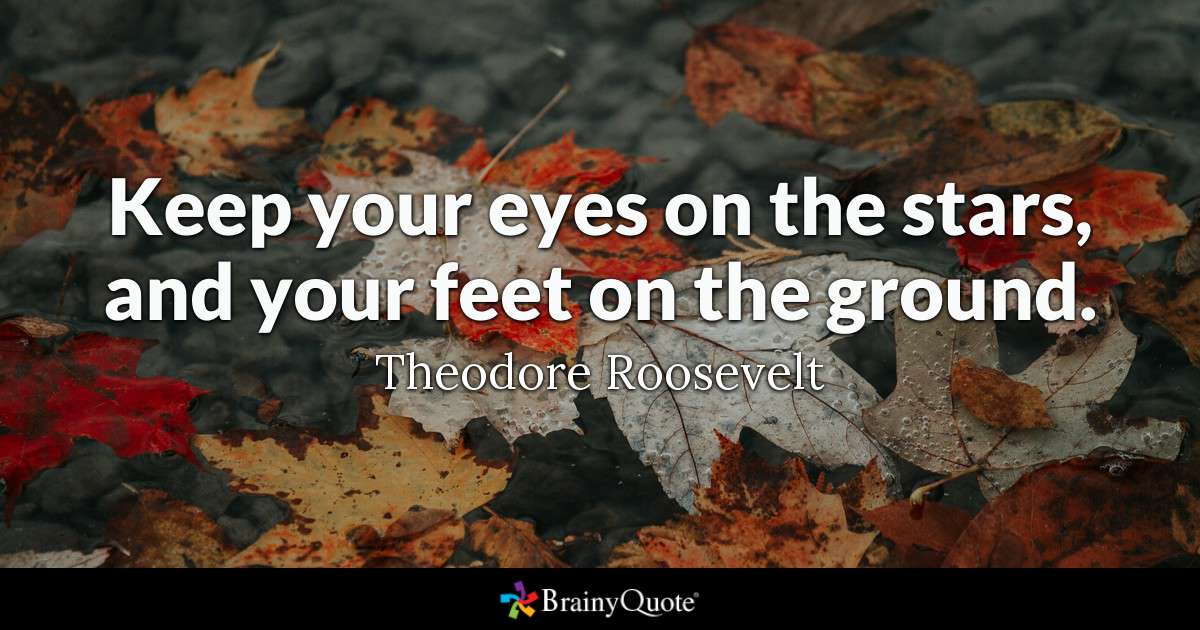 Keep your eyes on the stars,
and your feet on the ground.
Theodore Roosevelt
BrainyQuote®